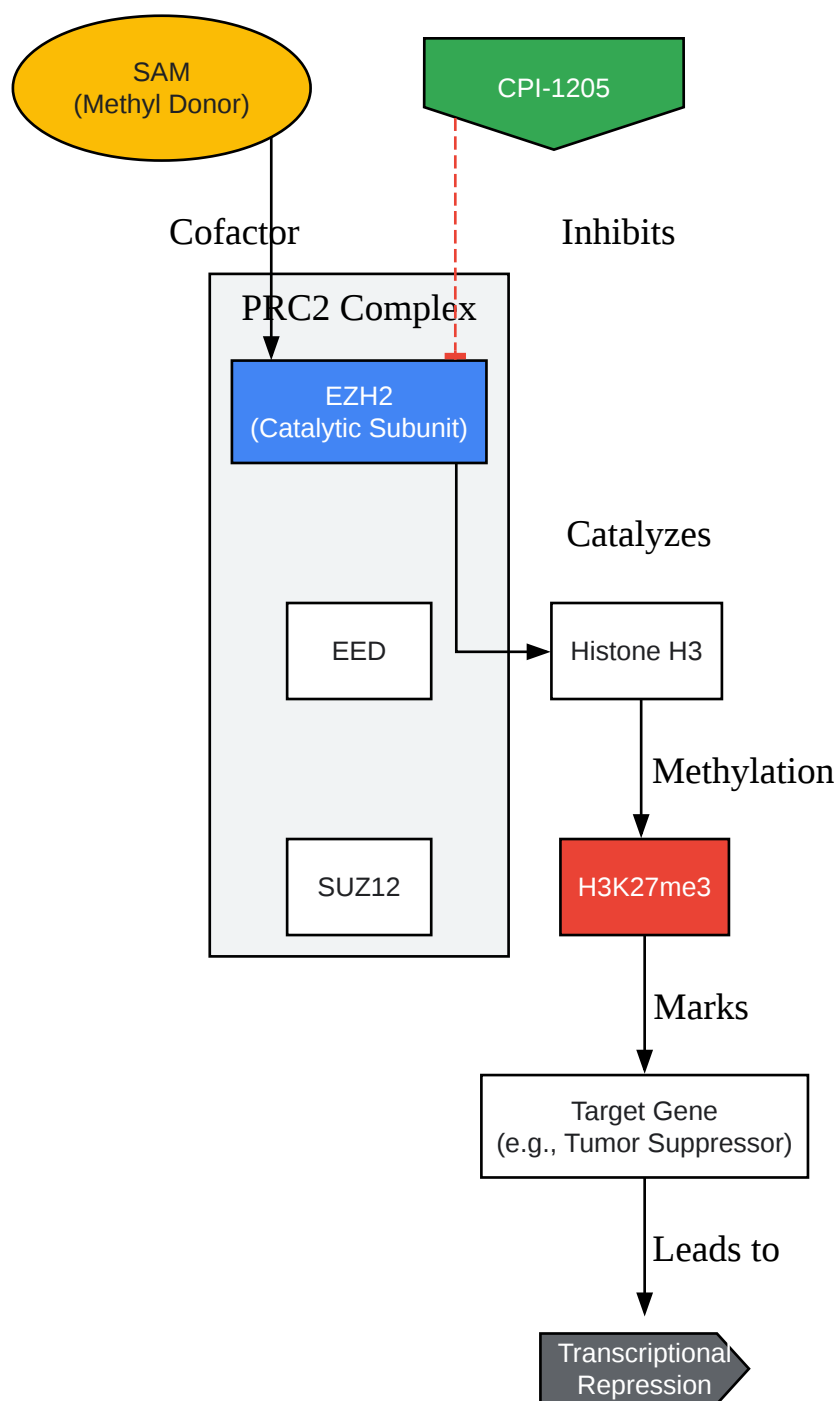 SAM
(Methyl Donor)
CPI-1205
Cofactor
Inhibits
PRC2 Complex
EZH2
(Catalytic Subunit)
Catalyzes
EED
Histone H3
Methylation
SUZ12
H3K27me3
Marks
Target Gene
(e.g., Tumor Suppressor)
Leads to
Transcriptional
Repression